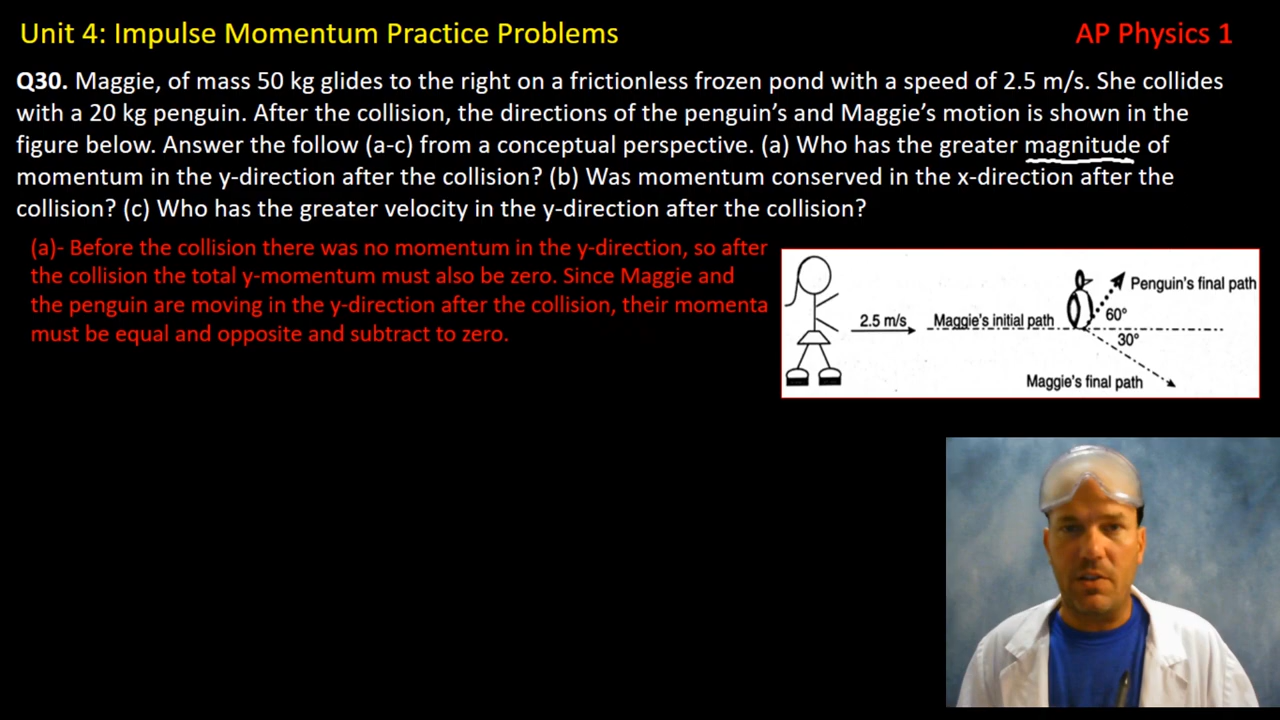 Unit 4: Impulse Momentum Practice Problems
AP Physics 1
Q30. Maggie, of mass 50 kg glides to the right on a frictionless frozen pond with a speed of 2.5 m/s. She collides
with a 20 kg penguin. After the collision, the directions of the penguin's and Maggie's motion is shown in the
figure below. Answer the follow (a-c) from a conceptual perspective. (a) Who has the greater magnitude of
momentum in the y-direction after the collision? (b) Was momentum conserved in the x-direction after the
collision? (c) Who has the greater velocity in the y-direction after the collision?
(a)- Before the collision there was no momentum in the y-direction, so after
the collision the total y-momentum must also be zero. Since Maggie and
the penguin are moving in the y-direction after the collision, their momenta
must be equal and opposite and subtract to zero.
Penguin's final path
60°
2.5 m/s
Maggie's initial path
30°
Maggie's final path